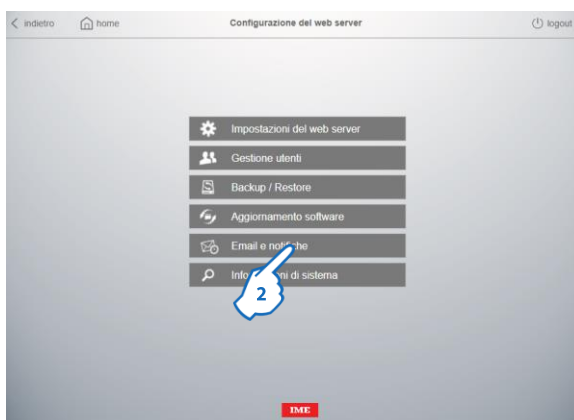 indietro home Configurazione del web server logout
Impostazioni del web server
Gestione utenti
Backup / Restore
Aggiornamento software
Email e notifiche
di sistema
2
IME